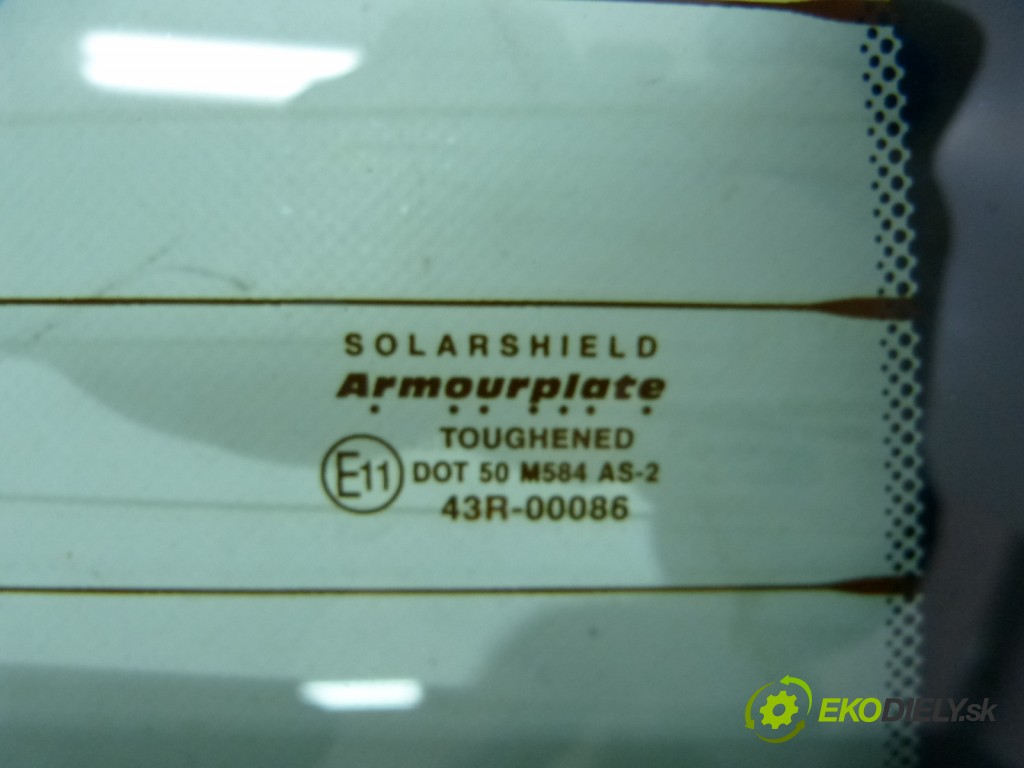 SOLARSHIELD
Armourplate
TOUGHENED
E11 DOT 50 M584 AS-2
43R-00086
EKODIELY.sk